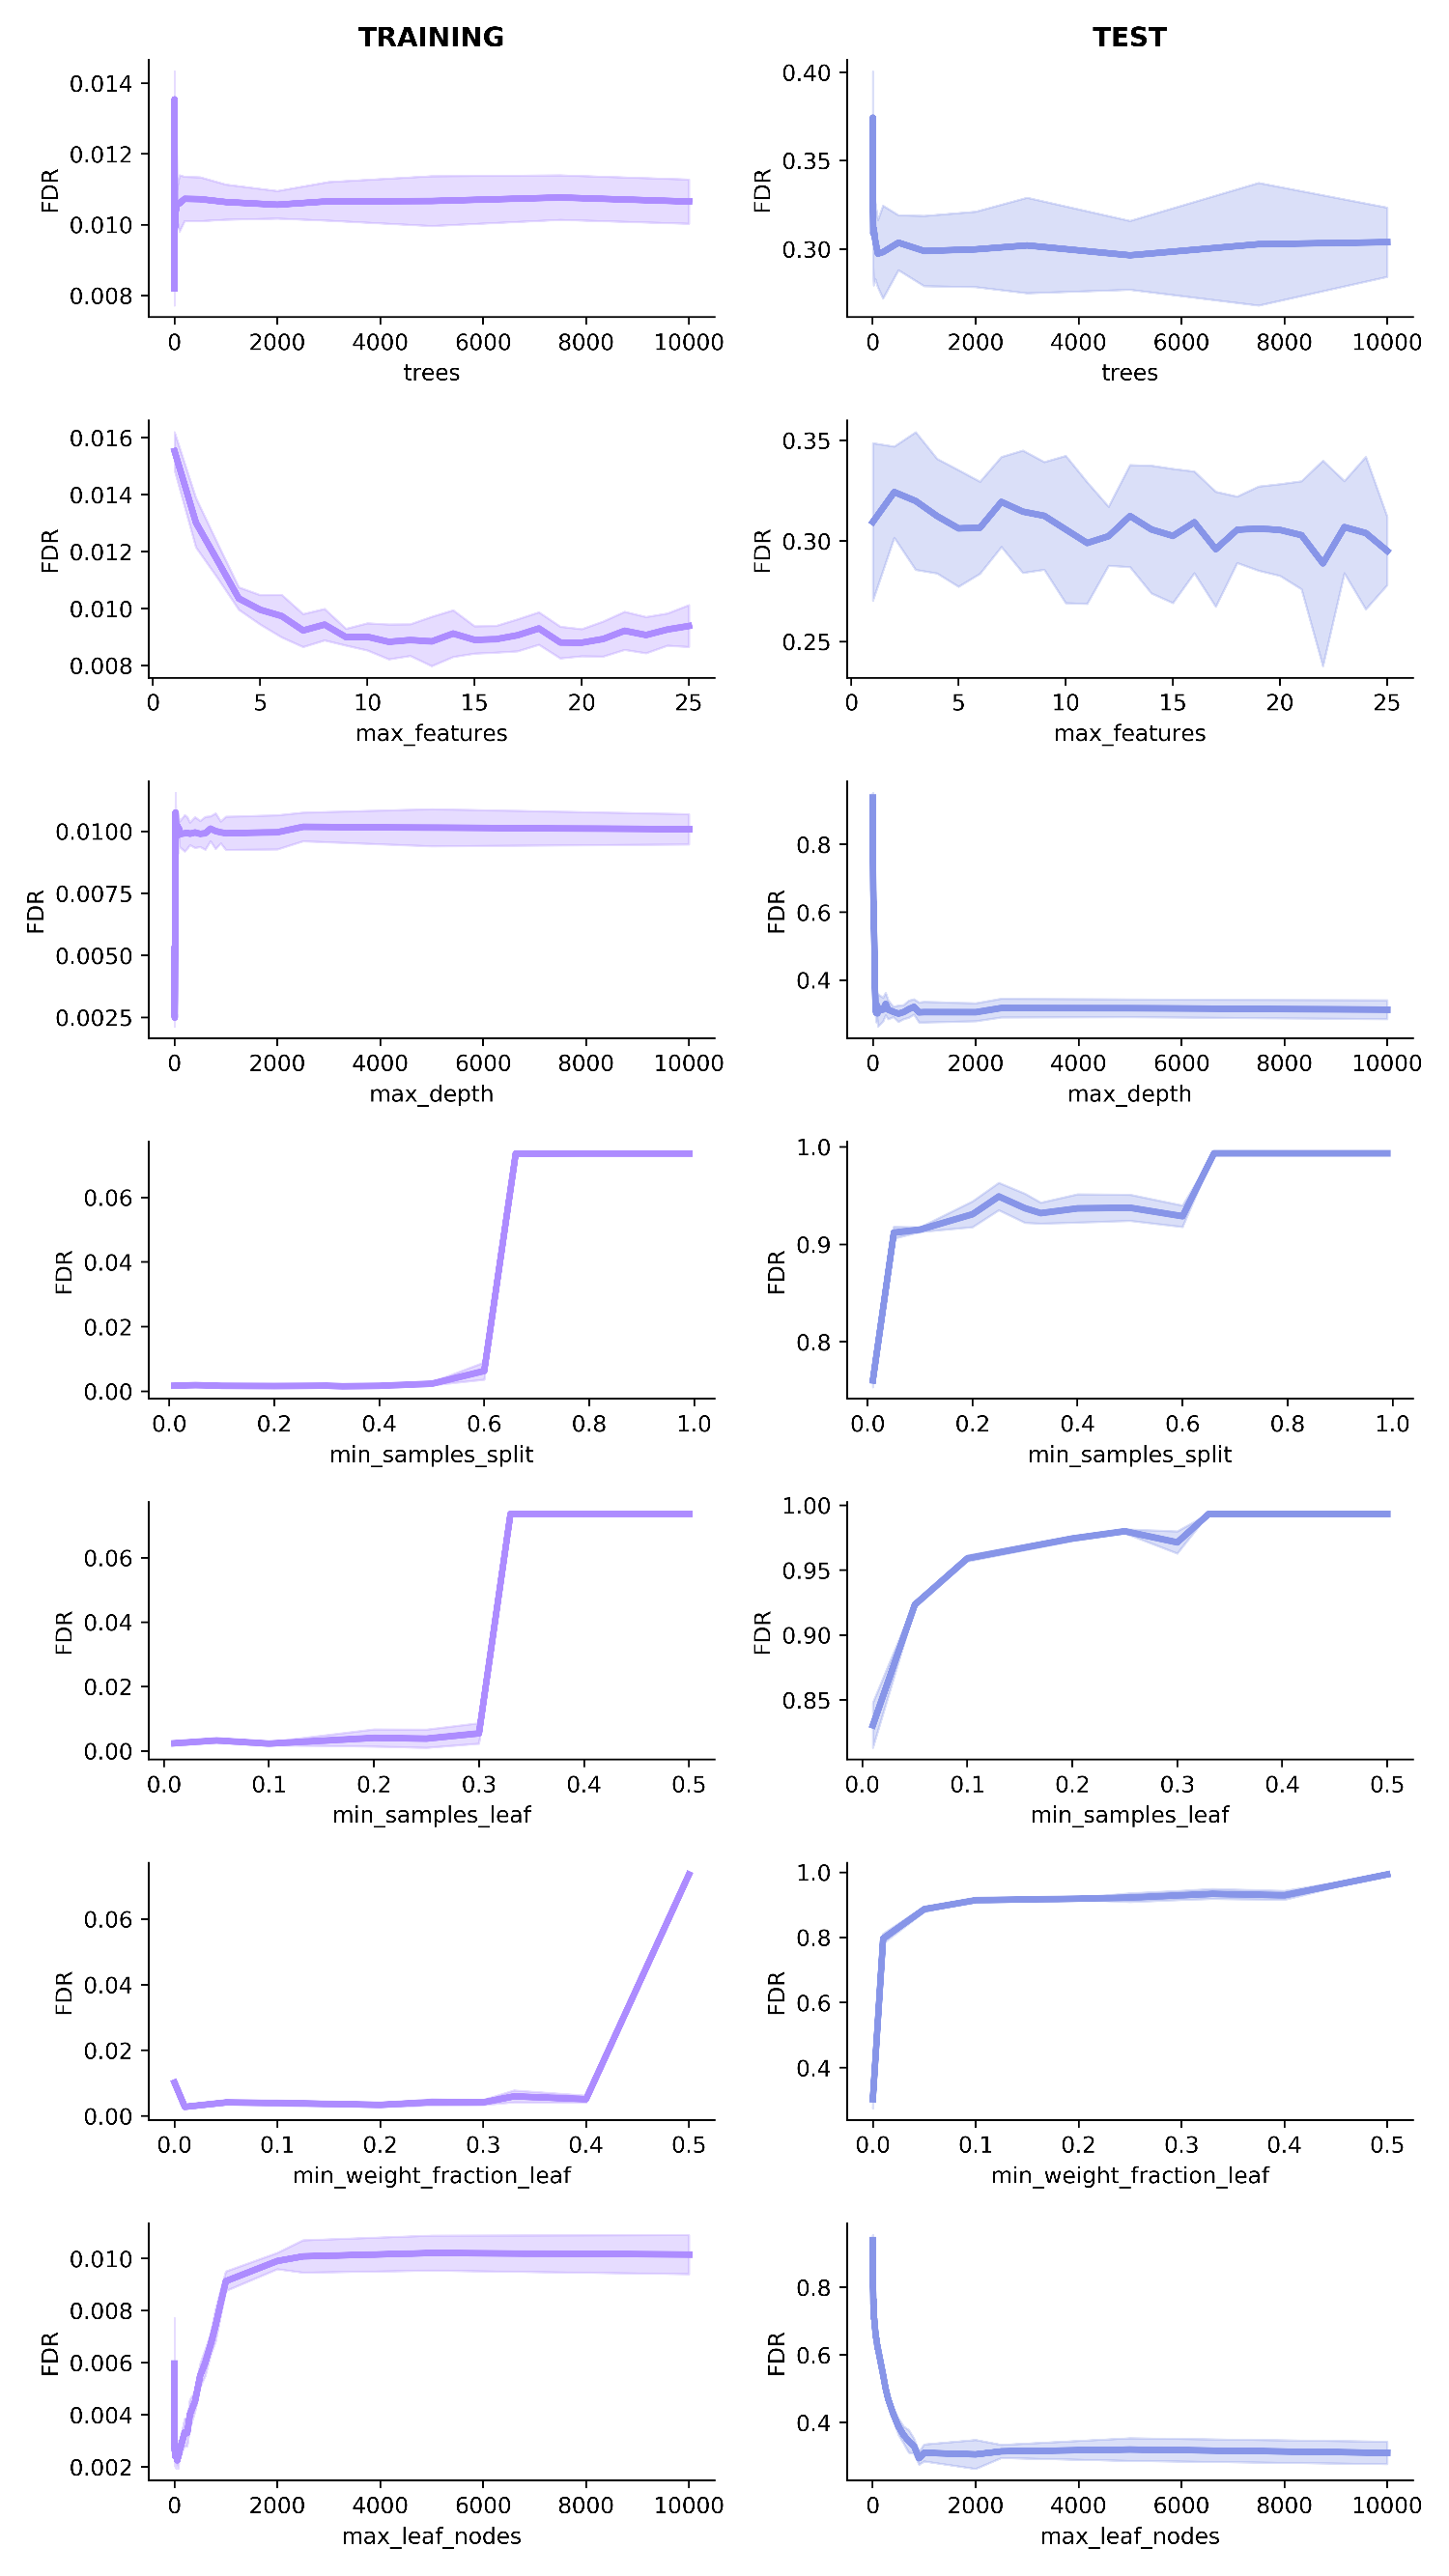 TRAINING
TEST
0.014
0.012
0.010
0.008
FDR
0 2000 4000 6000 8000 10000
trees
0.40
0.35
0.30
FDR
0 2000 4000 6000 8000 10000
trees
0.016
0.014
0.012
0.010
0.008
FDR
0 5 10 15 20 25
max_features
0.35
0.30
0.25
FDR
0 5 10 15 20 25
max_features
0.0100
0.0075
0.0050
0.0025
FDR
0 2000 4000 6000 8000 10000
max_depth
0.8
0.6
0.4
FDR
0 2000 4000 6000 8000 10000
max_depth
0.06
0.04
0.02
0.00
FDR
0.0 0.2 0.4 0.6 0.8 1.0
min_samples_split
1.0
0.9
0.8
FDR
0.0 0.2 0.4 0.6 0.8 1.0
min_samples_split
0.06
0.04
0.02
0.00
FDR
0.0 0.1 0.2 0.3 0.4 0.5
min_samples_leaf
1.00
0.95
0.90
0.85
FDR
0.0 0.1 0.2 0.3 0.4 0.5
min_samples_leaf
0.06
0.04
0.02
0.00
FDR
0.0 0.1 0.2 0.3 0.4 0.5
min_weight_fraction_leaf
1.0
0.8
0.6
0.4
FDR
0.0 0.1 0.2 0.3 0.4 0.5
min_weight_fraction_leaf
0.010
0.008
0.006
0.004
0.002
FDR
0 2000 4000 6000 8000 10000
max_leaf_nodes
0.8
0.6
0.4
FDR
0 2000 4000 6000 8000 10000
max_leaf_nodes